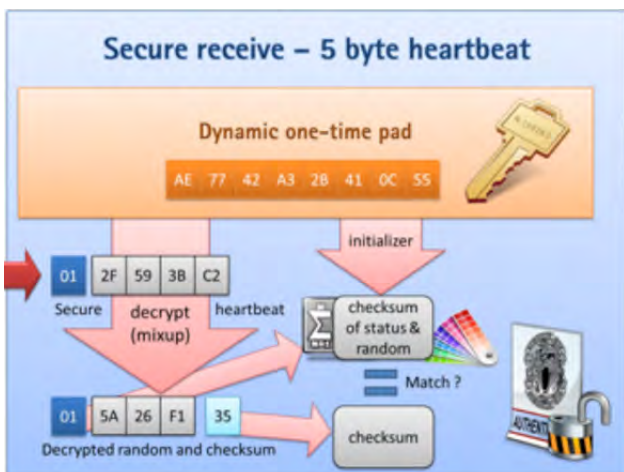 Secure receive – 5 byte heartbeat
Dynamic one-time pad
AE 77 42 A3 2B 41 0C 55
initializer
01 2F 59 3B C2
Secure decrypt heartbeat
(mixup)
checksum
of status &
random
Match ?
01 5A 26 F1 35
Decrypted random and checksum
checksum